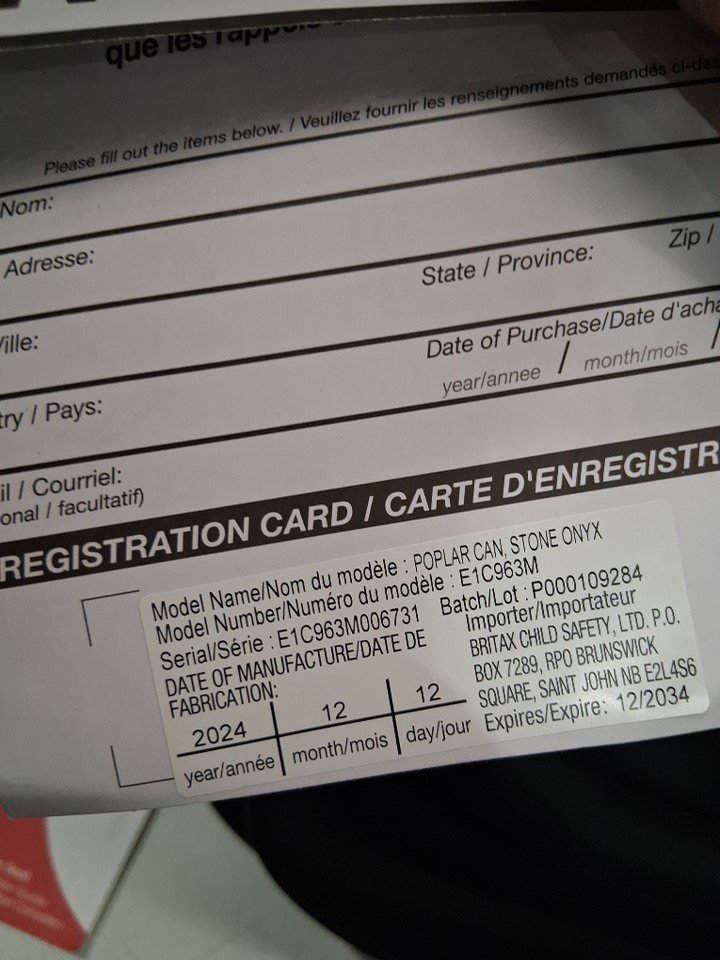 que les rappels
Please fill out the items below. / Veuillez fournir les renseignements demandés
Nom:
Adresse:
State / Province:
Zip /
Ville:
Date of Purchase/Date d'acha
year/annee / month/mois /
try / Pays:
il / Courriel:
onal / facultatif)
REGISTRATION CARD / CARTE D'ENREGISTR
Model Name/Nom du modèle : POPLAR CAN, STONE ONYX
Model Number/Numéro du modèle : E1C963M
Serial/Série : E1C963M006731 Batch/Lot : P000109284
DATE OF MANUFACTURE/DATE DE
FABRICATION:
2024 12 12
year/année month/mois day/jour
Importer/Importateur
BRITAX CHILD SAFETY, LTD. P.O.
BOX 7289, RPO BRUNSWICK
SQUARE, SAINT JOHN NB E2L4S6
Expires/Expire: 12/2034